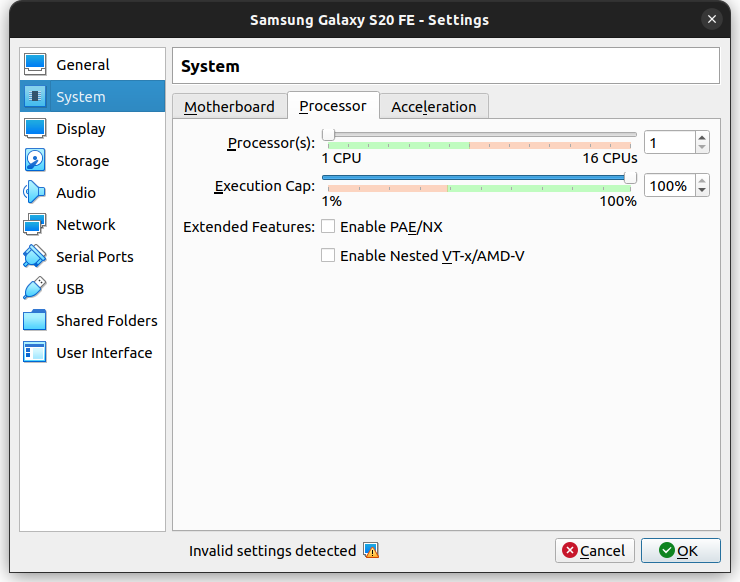 Samsung Galaxy S20 FE - Settings
General
System
Display
Storage
Audio
Network
Serial Ports
USB
Shared Folders
User Interface
System
Motherboard Processor Acceleration
Processor(s): 1
1 CPU 16 CPUs
Execution Cap: 100%
1% 100%
Extended Features: Enable PAE/NX
Enable Nested VT-x/AMD-V
Invalid settings detected Cancel OK